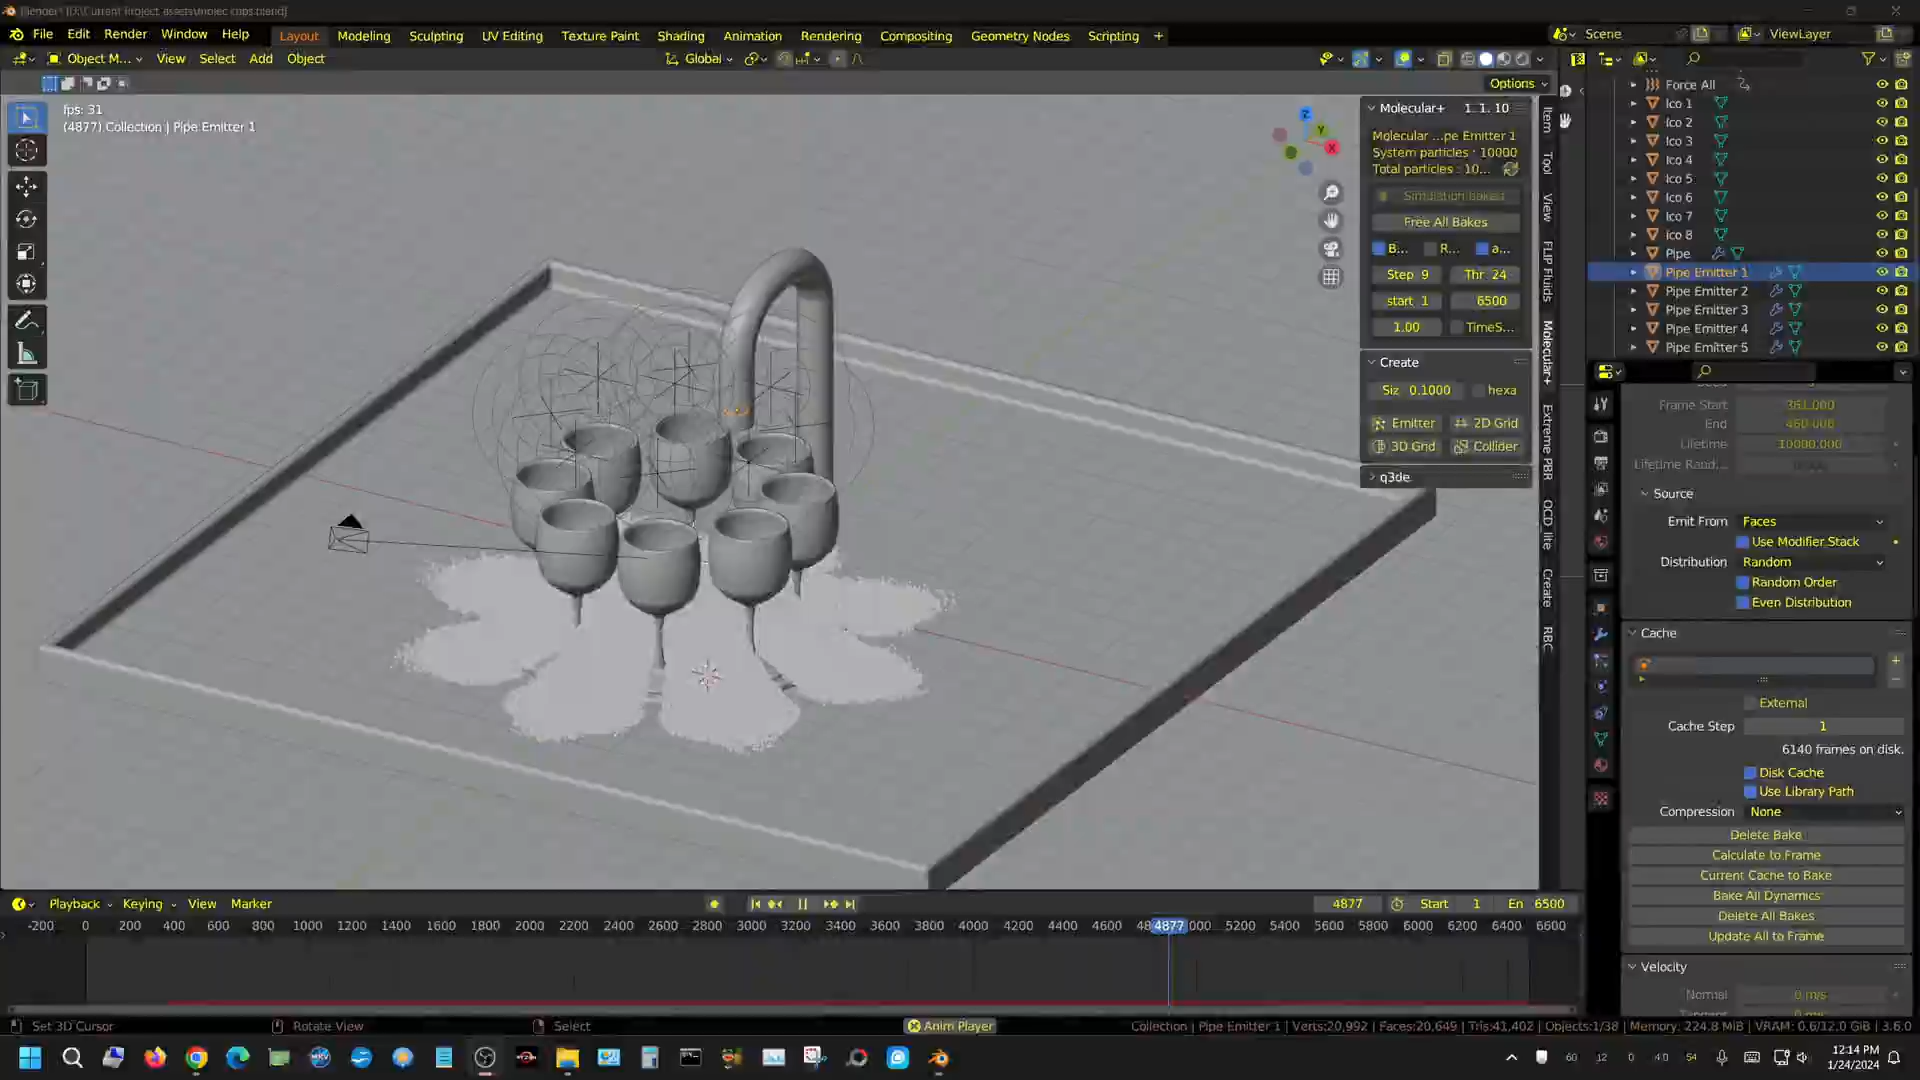 File Edit Render Window Help Layout Modeling Sculpting UV Editing Texture Paint Shading Animation Rendering Compositing Geometry Nodes Scripting +
Scene
ViewLayer
Object M... View Select Add Object
Global
Options
fps: 31
(4877) Collection | Pipe Emitter 1
Z
Y
X
Molecular+ 1. 1. 10
Molecular ...pe Emitter 1
System particles : 10000
Total particles : 10...
Simulation baked
Free All Bakes
B... R... a...
Step 9 Thr 24
start 1 6500
1.00 TimeS...
Create
Siz 0.1000 hexa
Emitter 2D Grid
3D Grid Collider
q3de
Item
Tool
View
FLIP Fluids
Molecular+
Extreme PBR
OCD_lite
Create
RBC
Force All
Ico 1
Ico 2
Ico 3
Ico 4
Ico 5
Ico 6
Ico 7
Ico 8
Pipe
Pipe Emitter 1
Pipe Emitter 2
Pipe Emitter 3
Pipe Emitter 4
Pipe Emitter 5
Frame Start 361.000
End 460.000
Lifetime 10000.000
Lifetime Rand...
Source
Emit From Faces
Use Modifier Stack
Distribution Random
Random Order
Even Distribution
Cache
External
Cache Step 1
6140 frames on disk.
Disk Cache
Use Library Path
Compression None
Delete Bake
Calculate to Frame
Current Cache to Bake
Bake All Dynamics
Delete All Bakes
Update All to Frame
Velocity
Normal 0 m/s
Playback Keying View Marker
4877 Start 1 En 6500
-200 0 200 400 600 800 1000 1200 1400 1600 1800 2000 2200 2400 2600 2800 3000 3200 3400 3600 3800 4000 4200 4400 4600 48 4877 000 5200 5400 5600 5800 6000 6200 6400 6600
Set 3D Cursor Rotate View Select Anim Player Collection | Pipe Emitter 1 | Verts:20,992 | Faces:20,649 | Tris:41,402 | Objects:1/38 | Memory: 224.8 MiB | VRAM: 0.6/12.0 GiB | 3.6.0
60 12 0 40 54
12:14 PM
1/24/2024